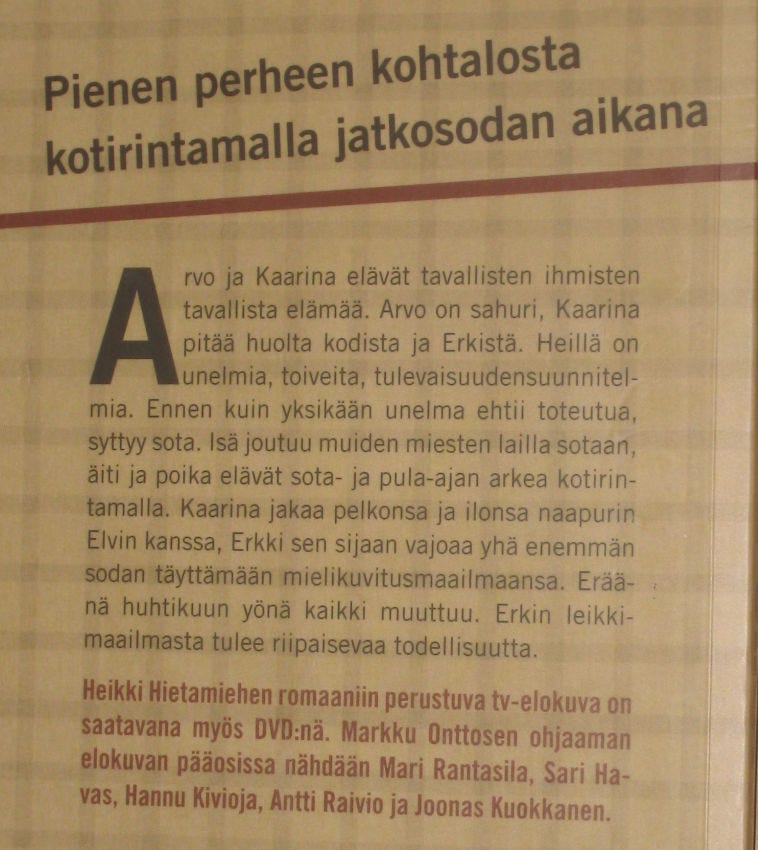 Pienen perheen kohtalosta
kotirintamalla jatkosodan aikana
Arvo ja Kaarina elävät tavallisten ihmisten
tavallista elämää. Arvo on sahuri, Kaarina
pitää huolta kodista ja Erkistä. Heillä on
unelmia, toiveita, tulevaisuudensuunnitel-
mia. Ennen kuin yksikään unelma ehtii toteutua,
syttyy sota. Isä joutuu muiden miesten lailla sotaan,
äiti ja poika elävät sota- ja pula-ajan arkea kotirin-
tamalla. Kaarina jakaa pelkonsa ja ilonsa naapurin
Elvin kanssa, Erkki sen sijaan vajoaa yhä enemmän
sodan täyttämään mielikuvitusmaailmaansa. Erää-
nä huhtikuun yönä kaikki muuttuu. Erkin leikki-
maailmasta tulee riipaisevaa todellisuutta.
Heikki Hietamiehen romaaniin perustuva tv-elokuva on
saatavana myös DVD:nä. Markku Onttosen ohjaaman
elokuvan pääosissa nähdään Mari Rantasila, Sari Ha-
vas, Hannu Kivioja, Antti Raivio ja Joonas Kuokkanen.